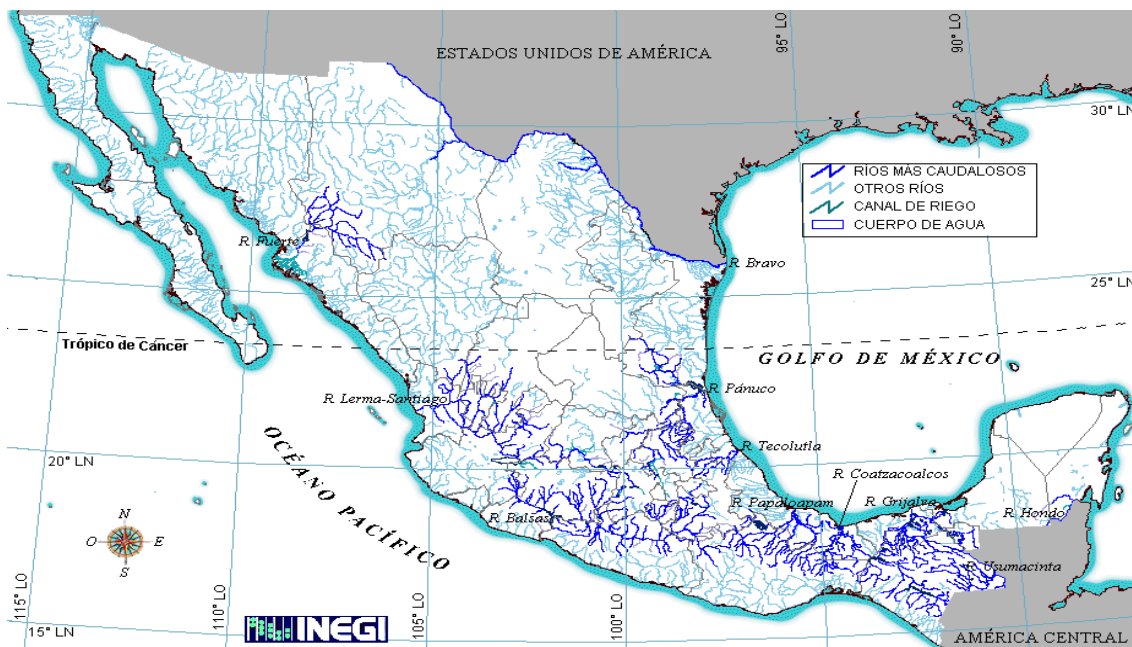 ESTADOS UNIDOS DE AMÉRICA
95° LO
90° LO
30° LN
RÍOS MÁS CAUDALOSOS
OTROS RÍOS
CANAL DE RIEGO
CUERPO DE AGUA
R. Fuerte
R. Bravo
25° LN
Trópico de Cáncer
GOLFO DE MÉXICO
R. Pánuco
R. Lerma-Santiago
R. Tecolutla
20° LN
OCÉANO PACÍFICO
R. Coatzacoalcos
R. Papaloapam
R. Grijalva
R. Hondo
R. Balsas
N
O
E
S
R. Usumacinta
115° LO
110° LO
105° LO
100° LO
15° LN
INEGI
AMÉRICA CENTRAL